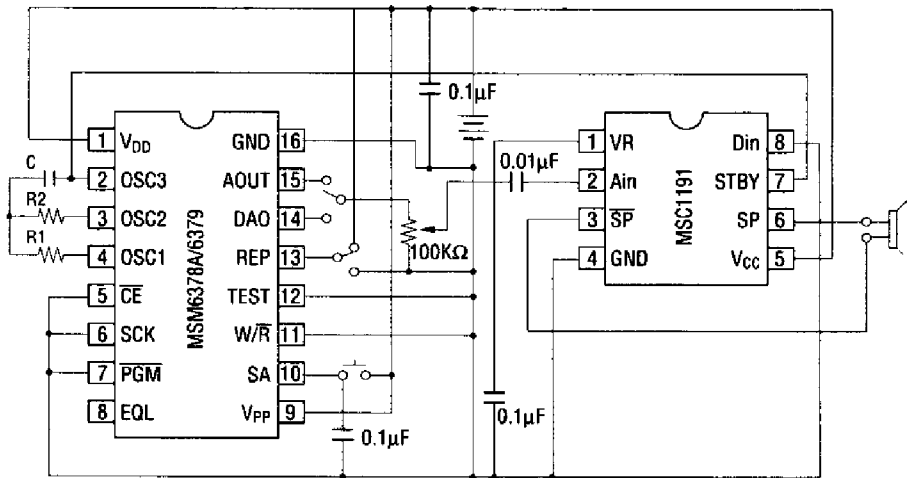 0.1μF
1 VDD
GND 16
C
2 OSC3
AOUT 15
R2
3 OSC2
DAO 14
R1
4 OSC1
REP 13
100KΩ
5 C̅E̅
TEST 12
6 SCK
W/R̅ 11
7 P̅G̅M̅
SA 10
8 EQL
VPP 9
MSM6378A/6379
0.1μF
0.01μF
0.1μF
1 VR
Din 8
2 Ain
STBY 7
3 S̅P̅
SP 6
4 GND
VCC 5
MSC1191